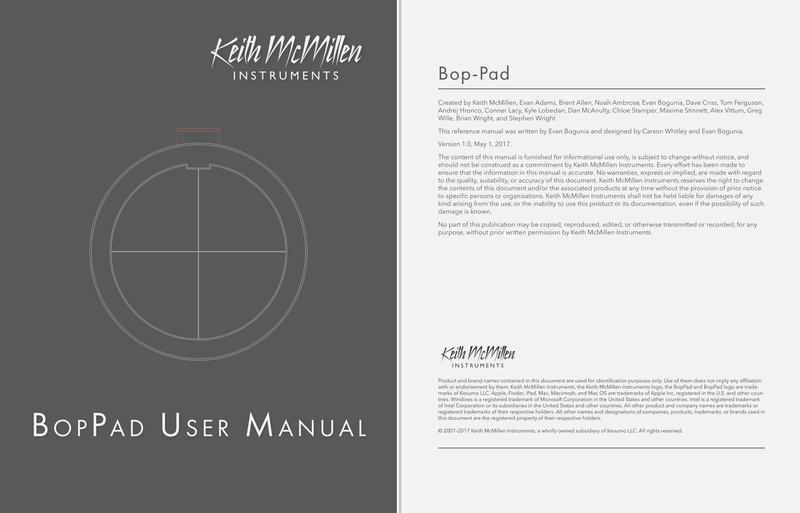 Keith McMillen
INSTRUMENTS
BOPPAD USER MANUAL
Bop-Pad
Created by Keith McMillen, Evan Adams, Brent Allen, Noah Ambrose, Evan Bogunia, Dave Criss, Tom Ferguson,
Andrej Hronco, Conner Lacy, Kyle Lobedan, Dan McAnulty, Chloe Stamper, Maxime Stinnett, Alex Vittum, Greg
Wille, Brian Wright, and Stephen Wright
This reference manual was written by Evan Bogunia and designed by Carson Whitley and Evan Bogunia.
Version 1.0, May 1, 2017.
The content of this manual is furnished for informational use only, is subject to change without notice, and
should not be construed as a commitment by Keith McMillen Instruments. Every effort has been made to
ensure that the information in this manual is accurate. No warranties, express or implied, are made with regard
to the quality, suitability, or accuracy of this document. Keith McMillen Instruments reserves the right to change
the contents of this document and/or the associated products at any time without the provision of prior notice
to specific persons or organizations. Keith McMillen Instruments shall not be held liable for damages of any
kind arising from the use, or the inability to use this product or its documentation, even if the possibility of such
damage is known.
No part of this publication may be copied, reproduced, edited, or otherwise transmitted or recorded, for any
purpose, without prior written permission by Keith McMillen Instruments.
Keith McMillen
INSTRUMENTS
Product and brand names contained in this document are used for identification purposes only. Use of them does not imply any affiliation
with or endorsement by them. Keith McMillen Instruments, the Keith McMillen Instruments logo, the BopPad and BopPad logo are trade-
marks of Kesumo LLC. Apple, Finder, iPad, Mac, Macintosh, and Mac OS are trademarks of Apple Inc, registered in the U.S. and other coun-
tries. Windows is a registered trademark of Microsoft Corporation in the United States and other countries. Intel is a registered trademark
of Intel Corporation or its subsidiaries in the United States and other countries. All other product and company names are trademarks or
registered trademarks of their respective holders. All other names and designations of companies, products, trademarks, or brands used in
this document are the registered property of their respective holders.
©2007-2017 Keith McMillen Instruments, a wholly owned subsidiary of Kesumo LLC. All rights reserved.